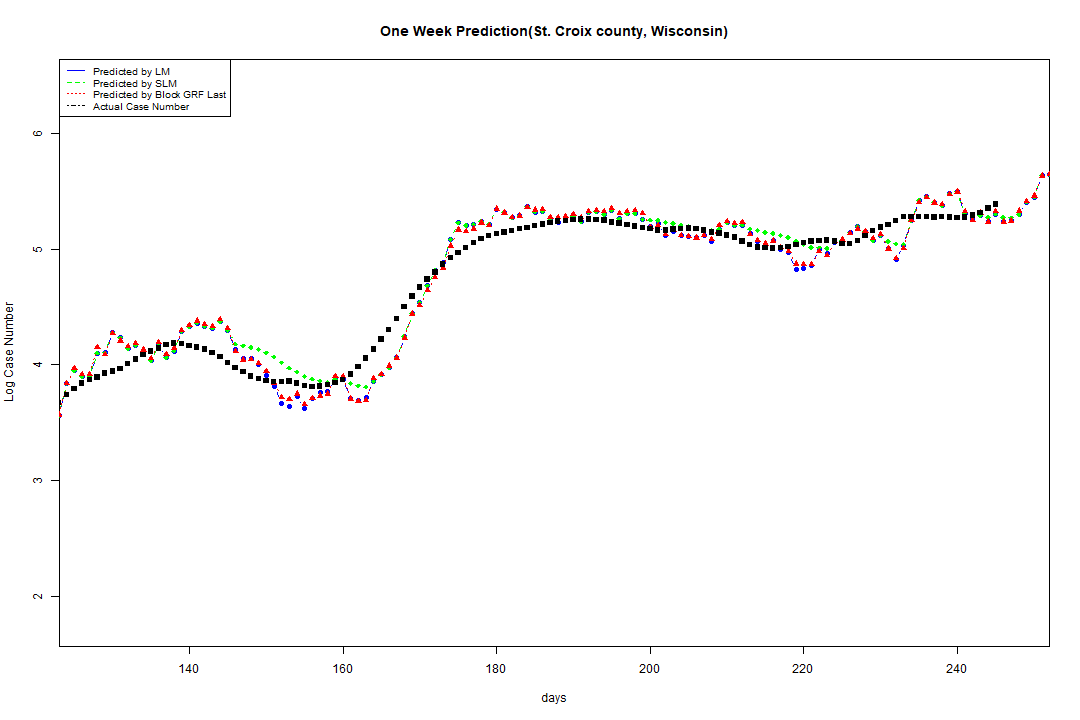 One Week Prediction(St. Croix county, Wisconsin)
Predicted by LM
Predicted by SLM
Predicted by Block GRF Last
Actual Case Number
6
5
4
3
2
Log Case Number
140 160 180 200 220 240
days